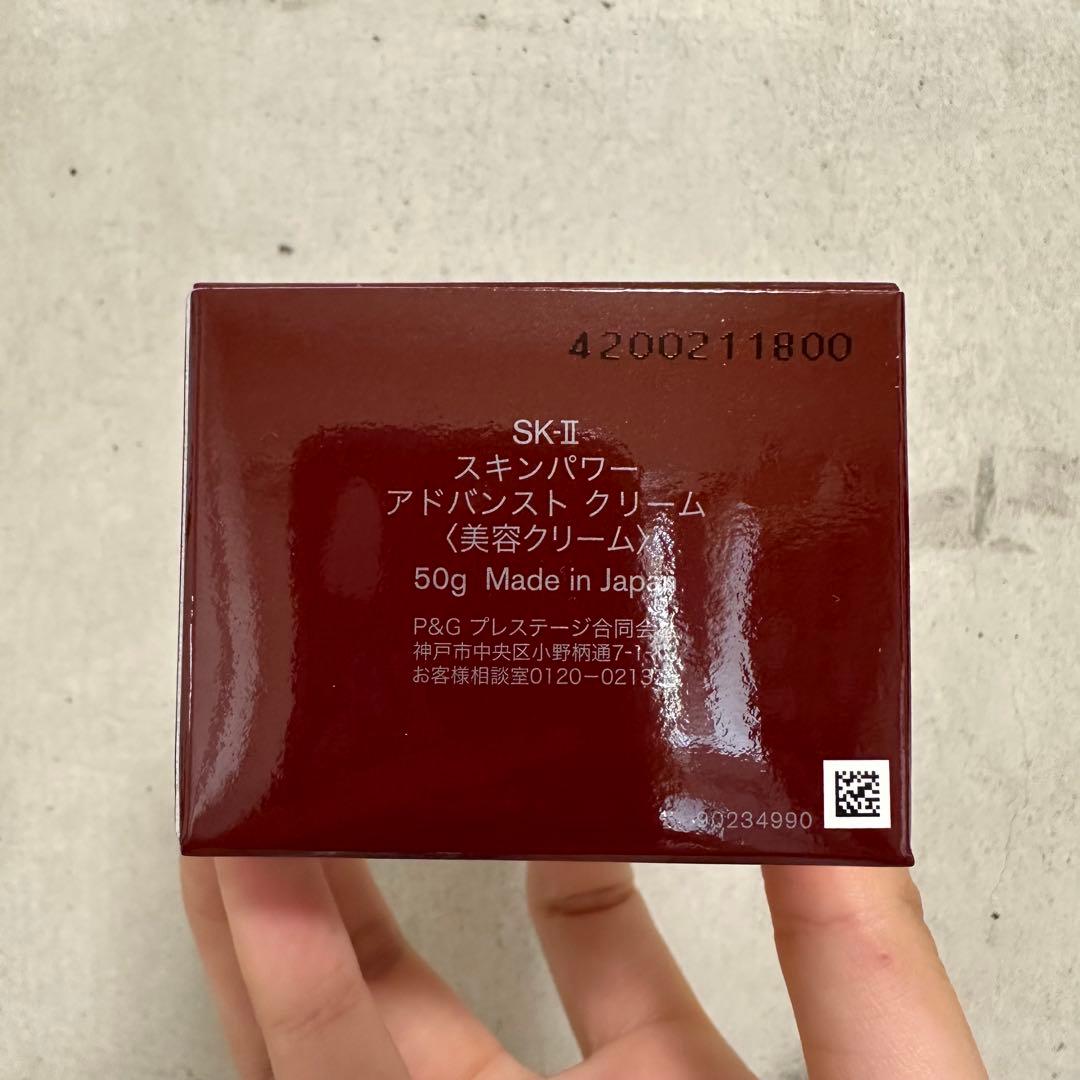 4200211800
SK-II
スキンパワー
アドバンスト クリーム
〈美容クリーム〉
50g Made in Japan
P&G プレステージ合同会
神戸市中央区小野柄通7-1-
お客様相談室0120-0213
90234990